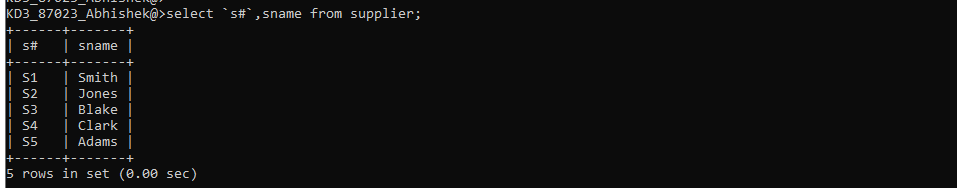 KD3_87023_Abhishek@>
KD3_87023_Abhishek@>select `s#`,sname from supplier;
+------+-------+
| s#   | sname |
+------+-------+
| S1   | Smith |
| S2   | Jones |
| S3   | Blake |
| S4   | Clark |
| S5   | Adams |
+------+-------+
5 rows in set (0.00 sec)